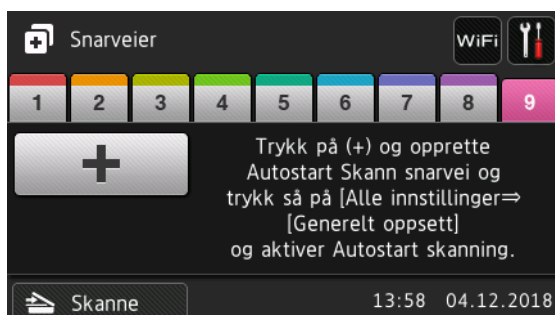 Snarveier
WiFi
1 2 3 4 5 6 7 8 9
Trykk på (+) og opprette
Autostart Skann snarvei og
trykk så på [Alle innstillinger⇒
[Generelt oppsett]
og aktiver Autostart skanning.
Skanne
13:58 04.12.2018